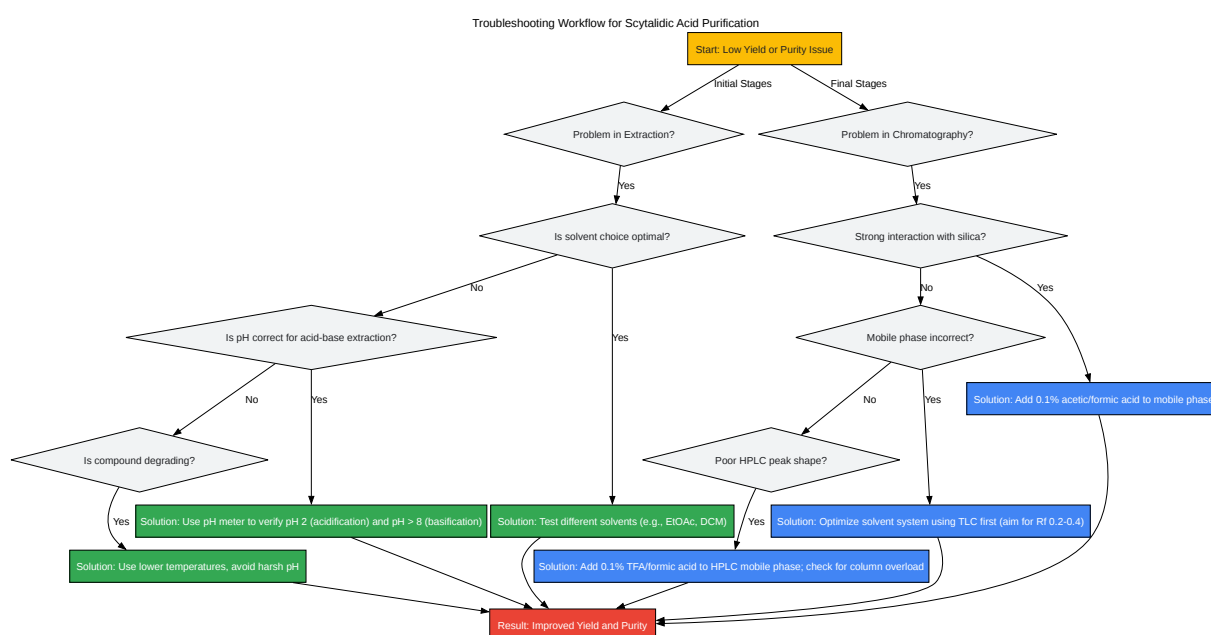 Troubleshooting Workflow for Scytalidic Acid Purification
Start: Low Yield or Purity Issue
Initial Stages
Final Stages
Problem in Extraction?
Problem in Chromatography?
Yes
Yes
Is solvent choice optimal?
Strong interaction with silica?
No
No
Yes
Is pH correct for acid-base extraction?
Yes
Mobile phase incorrect?
Solution: Add 0.1% acetic/formic acid to mobile phase
No
Yes
No
Yes
Is compound degrading?
Poor HPLC peak shape?
Yes
Solution: Use pH meter to verify pH 2 (acidification) and pH > 8 (basification)
Solution: Test different solvents (e.g., EtOAc, DCM)
Yes
Solution: Optimize solvent system using TLC first (aim for Rf 0.2-0.4)
Solution: Use lower temperatures, avoid harsh pH
Solution: Add 0.1% TFA/formic acid to HPLC mobile phase; check for column overload
Result: Improved Yield and Purity